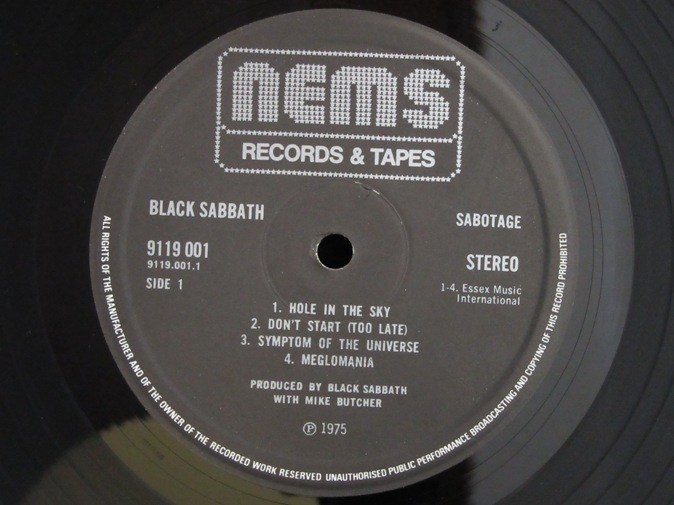 NEMS
RECORDS & TAPES
BLACK SABBATH
SABOTAGE
9119 001
9119.001.1
SIDE 1
STEREO
1-4. Essex Music
International
1. HOLE IN THE SKY
2. DON'T START (TOO LATE)
3. SYMPTOM OF THE UNIVERSE
4. MEGLOMANIA
PRODUCED BY BLACK SABBATH
WITH MIKE BUTCHER
℗ 1975
ALL RIGHTS OF THE MANUFACTURER AND OF THE OWNER OF THE RECORDED WORK RESERVED UNAUTHORISED PUBLIC PERFORMANCE BROADCASTING AND COPYING OF THIS RECORD PROHIBITED